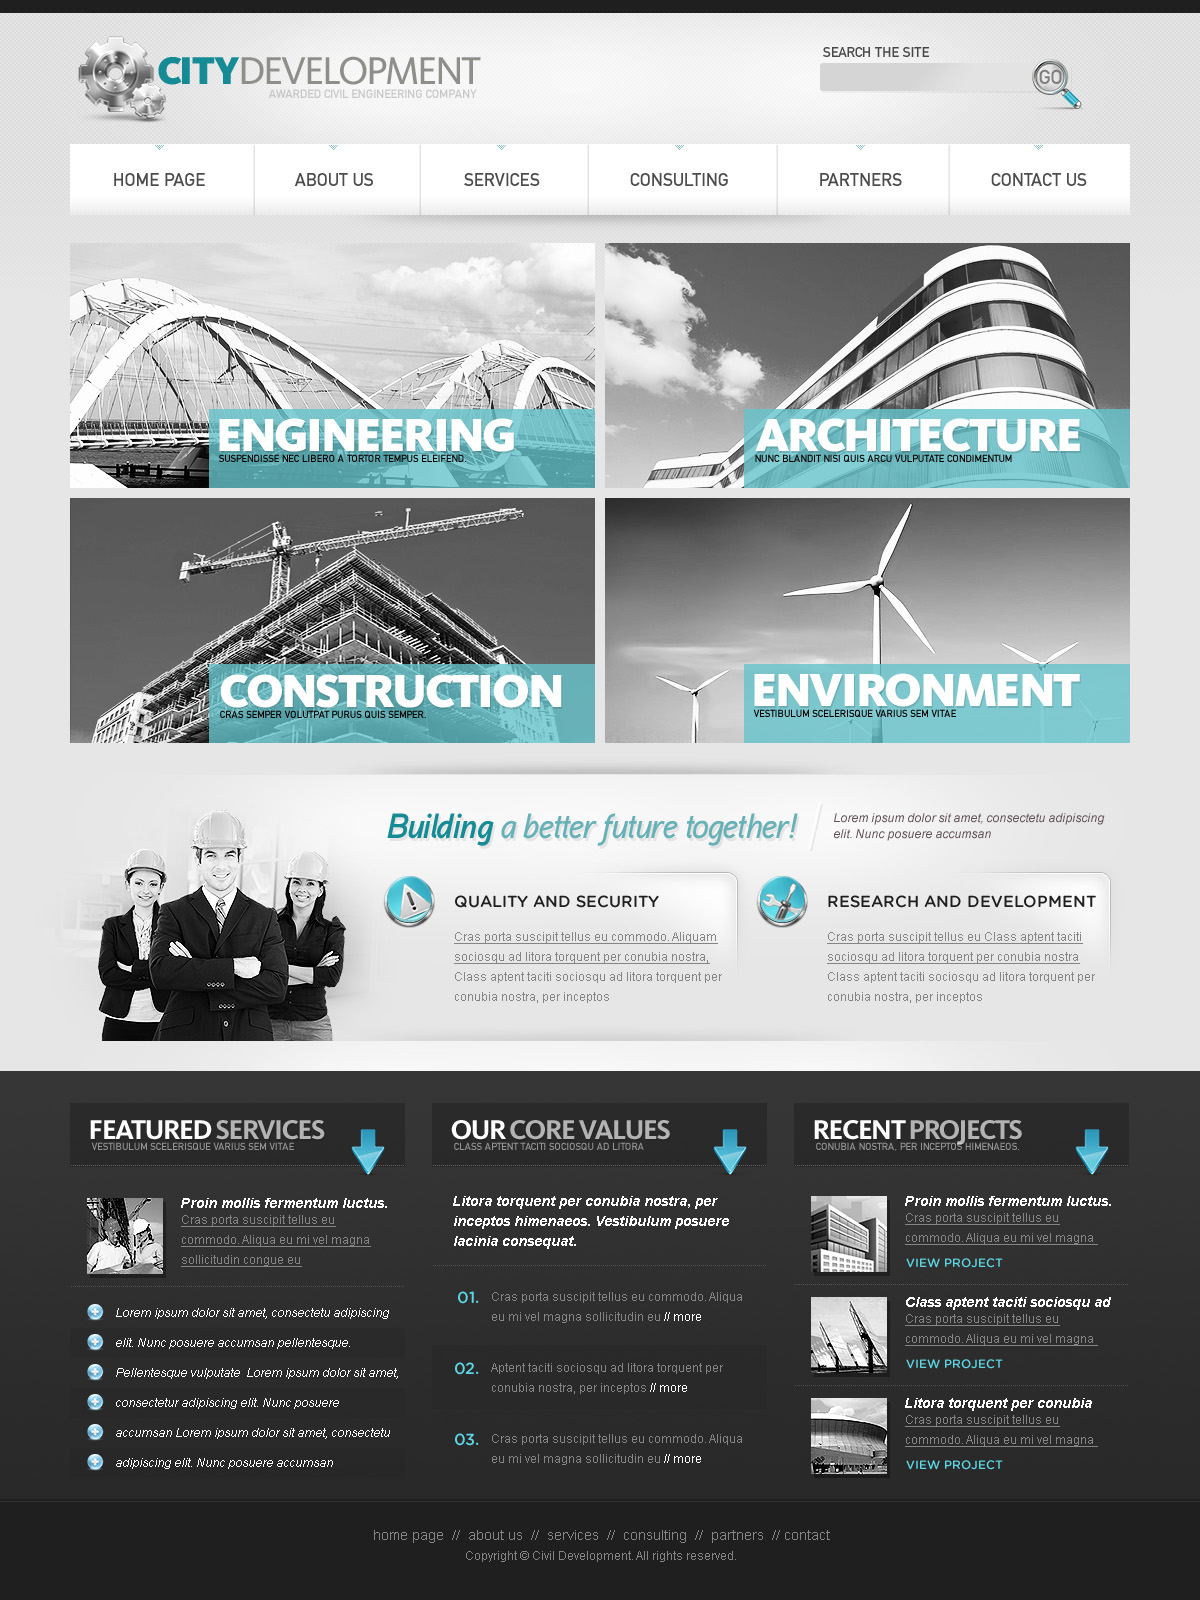 CITYDEVELOPMENT
AWARDED CIVIL ENGINEERING COMPANY
SEARCH THE SITE
GO
HOME PAGE
ABOUT US
SERVICES
CONSULTING
PARTNERS
CONTACT US
ENGINEERING
SUSPENDISSE NEC LIBERO A TORTOR TEMPUS ELEIFEND.
ARCHITECTURE
NUNC BLANDIT NISI QUIS ARCU VULPUTATE CONDIMENTUM
CONSTRUCTION
CRAS SEMPER VOLUTPAT PURUS QUIS SEMPER.
ENVIRONMENT
VESTIBULUM SCELERISQUE VARIUS SEM VITAE
Building a better future together!
Lorem ipsum dolor sit amet, consectetu adipiscing
elit. Nunc posuere accumsan
QUALITY AND SECURITY
Cras porta suscipit tellus eu commodo. Aliquam
sociosqu ad litora torquent per conubia nostra,
Class aptent taciti sociosqu ad litora torquent per
conubia nostra, per inceptos
RESEARCH AND DEVELOPMENT
Cras porta suscipit tellus eu Class aptent taciti
sociosqu ad litora torquent per conubia nostra
Class aptent taciti sociosqu ad litora torquent per
conubia nostra, per inceptos
FEATURED SERVICES
VESTIBULUM SCELERISQUE VARIUS SEM VITAE
Proin mollis fermentum luctus.
Cras porta suscipit tellus eu
commodo. Aliqua eu mi vel magna
sollicitudin congue eu
Lorem ipsum dolor sit amet, consectetu adipiscing
elit. Nunc posuere accumsan pellentesque.
Pellentesque vulputate Lorem ipsum dolor sit amet,
consectetur adipiscing elit. Nunc posuere
accumsan Lorem ipsum dolor sit amet, consectetu
adipiscing elit. Nunc posuere accumsan
OUR CORE VALUES
CLASS APTENT TACITI SOCIOSQU AD LITORA
Litora torquent per conubia nostra, per
inceptos himenaeos. Vestibulum posuere
lacinia consequat.
01. Cras porta suscipit tellus eu commodo. Aliqua
eu mi vel magna sollicitudin eu // more
02. Aptent taciti sociosqu ad litora torquent per
conubia nostra, per inceptos // more
03. Cras porta suscipit tellus eu commodo. Aliqua
eu mi vel magna sollicitudin eu // more
RECENT PROJECTS
CONUBIA NOSTRA, PER INCEPTOS HIMENAEOS.
Proin mollis fermentum luctus.
Cras porta suscipit tellus eu
commodo. Aliqua eu mi vel magna
VIEW PROJECT
Class aptent taciti sociosqu ad
Cras porta suscipit tellus eu
commodo. Aliqua eu mi vel magna
VIEW PROJECT
Litora torquent per conubia
Cras porta suscipit tellus eu
commodo. Aliqua eu mi vel magna
VIEW PROJECT
home page // about us // services // consulting // partners // contact
Copyright © Civil Development. All rights reserved.